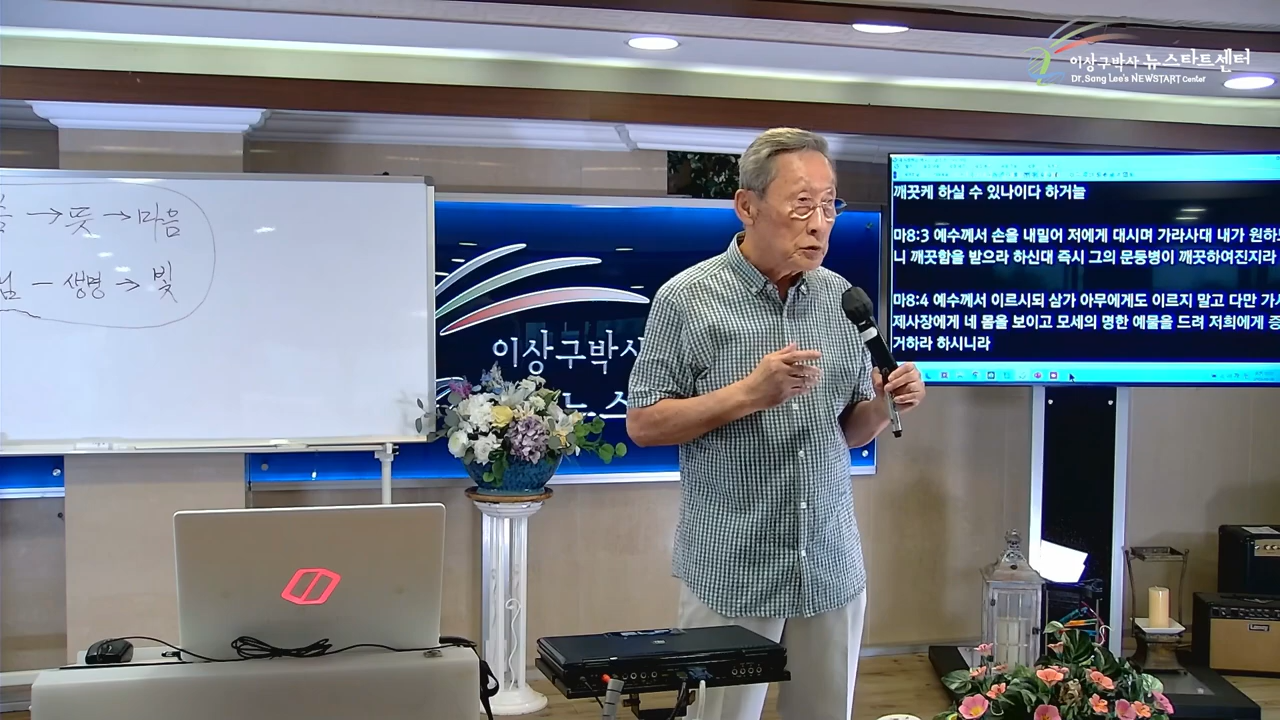 이상구박사 뉴스타트센터
Dr. Sang Lee's NEWSTART Center
→ 뜻 → 마음
— 생명 → 빛
이상구박사
뉴스
깨끗케 하실 수 있나이다 하거늘
마8:3 예수께서 손을 내밀어 저에게 대시며 가라사대 내가 원하노
니 깨끗함을 받으라 하신대 즉시 그의 문둥병이 깨끗하여진지라
마8:4 예수께서 이르시되 삼가 아무에게도 이르지 말고 다만 가서
제사장에게 네 몸을 보이고 모세의 명한 예물을 드려 저희에게 증
거하라 하시니라
Laney